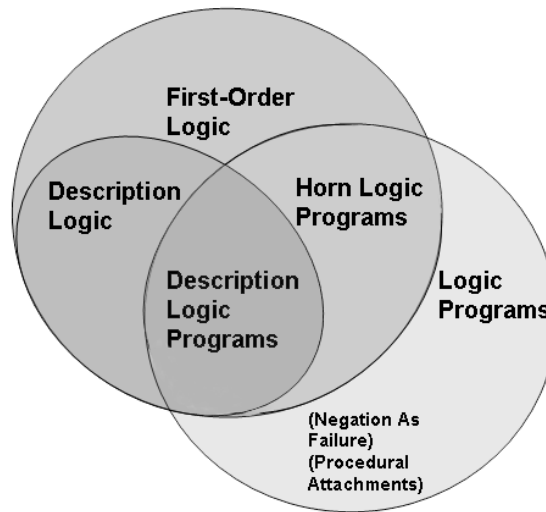 First-Order
Logic
Description
Logic
Horn Logic
Programs
Description
Logic
Programs
Logic
Programs
(Negation As
Failure)
(Procedural
Attachments)